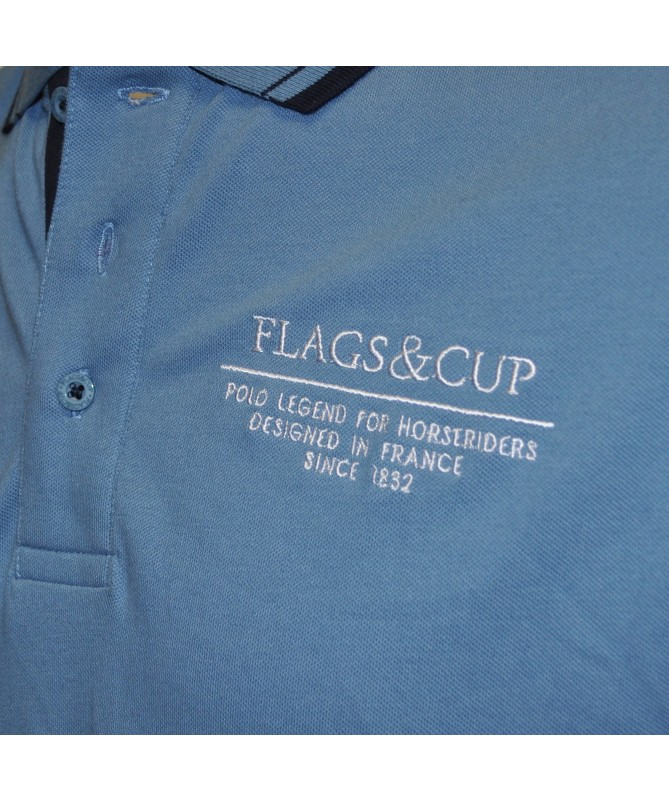 FLAGS&CUP
POLO LEGEND FOR HORSERIDERS
DESIGNED IN FRANCE
SINCE 1832